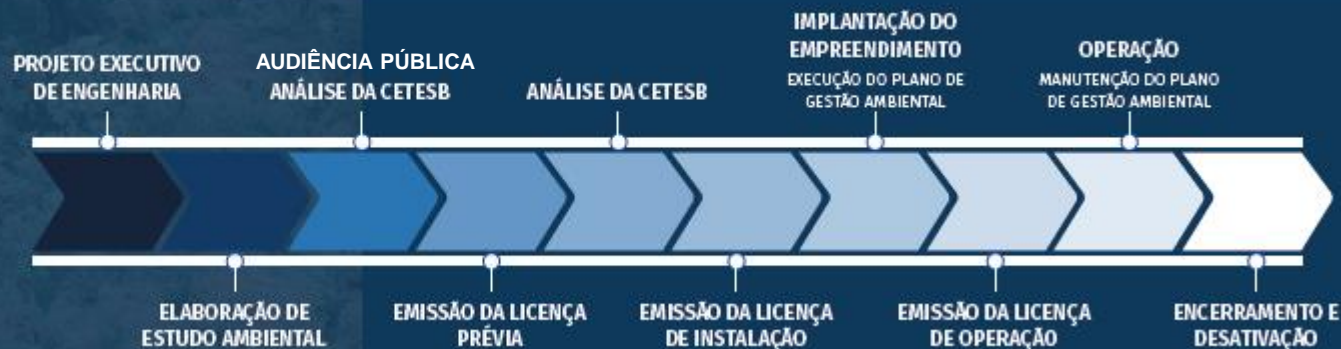 PROJETO EXECUTIVO
DE ENGENHARIA
AUDIÊNCIA PÚBLICA
ANÁLISE DA CETESB
ANÁLISE DA CETESB
IMPLANTAÇÃO DO
EMPREENDIMENTO
EXECUÇÃO DO PLANO DE
GESTÃO AMBIENTAL
OPERAÇÃO
MANUTENÇÃO DO PLANO
DE GESTÃO AMBIENTAL
ELABORAÇÃO DE
ESTUDO AMBIENTAL
EMISSÃO DA LICENÇA
PRÉVIA
EMISSÃO DA LICENÇA
DE INSTALAÇÃO
EMISSÃO DA LICENÇA
DE OPERAÇÃO
ENCERRAMENTO E
DESATIVAÇÃO